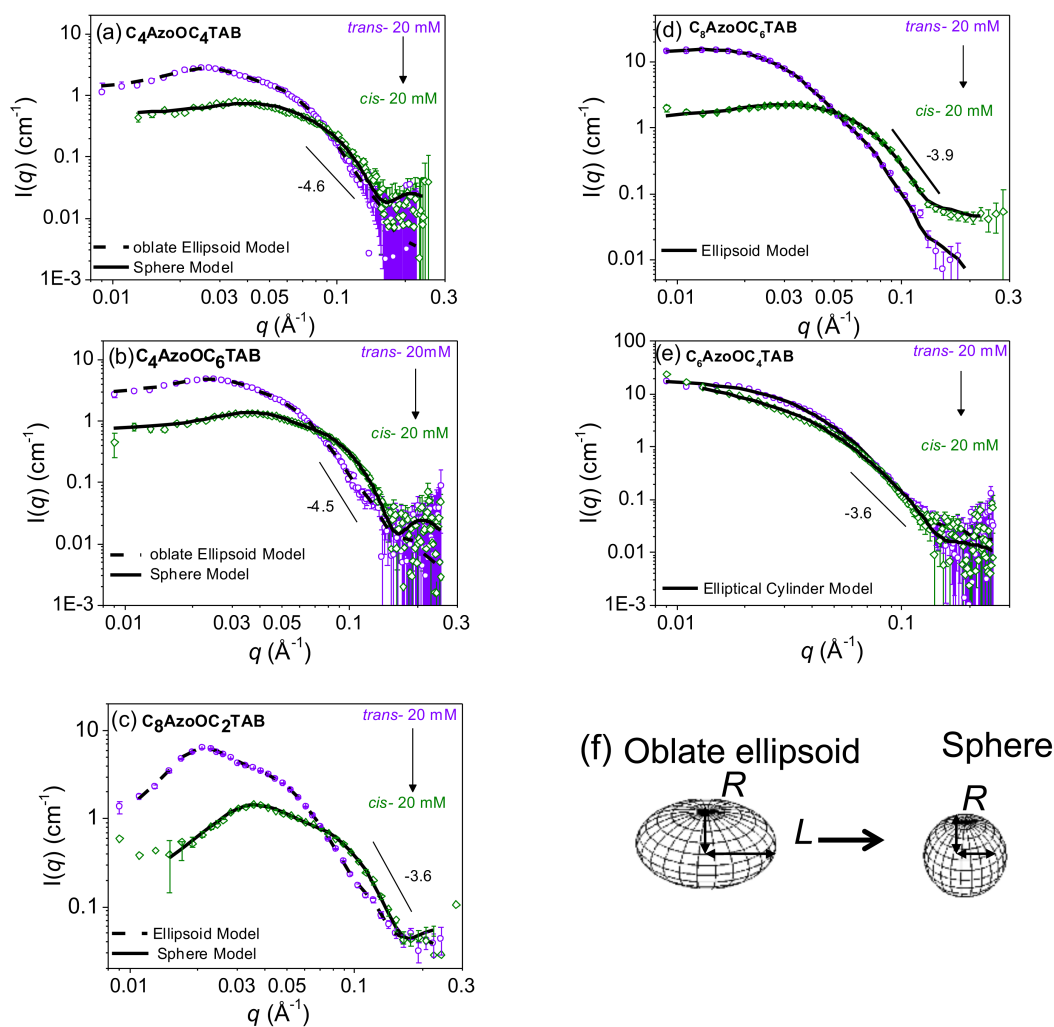 (a) C₄AzoOC₄TAB
trans- 20 mM
cis- 20 mM
-4.6
oblate Ellipsoid Model
Sphere Model
I(q) (cm⁻¹)
10
1
0.1
0.01
1E-3
0.01 0.03 0.05 0.1 0.3
q (Å⁻¹)
(b) C₄AzoOC₆TAB
trans- 20mM
cis- 20 mM
-4.5
oblate Ellipsoid Model
Sphere Model
I(q) (cm⁻¹)
10
1
0.1
0.01
1E-3
0.01 0.03 0.05 0.1 0.3
q (Å⁻¹)
(c) C₈AzoOC₂TAB
trans- 20 mM
cis- 20 mM
-3.6
Ellipsoid Model
Sphere Model
I(q) (cm⁻¹)
10
1
0.1
0.01 0.03 0.05 0.1 0.3
q (Å⁻¹)
(d) C₈AzoOC₆TAB
trans- 20 mM
cis- 20 mM
-3.9
Ellipsoid Model
I(q) (cm⁻¹)
10
1
0.1
0.01
0.01 0.03 0.05 0.1 0.3
q (Å⁻¹)
(e) C₆AzoOC₄TAB
trans- 20 mM
cis- 20 mM
-3.6
Elliptical Cylinder Model
I(q) (cm⁻¹)
100
10
1
0.1
0.01
1E-3
0.01 0.1
q (Å⁻¹)
(f) Oblate ellipsoid
Sphere
R
L
R